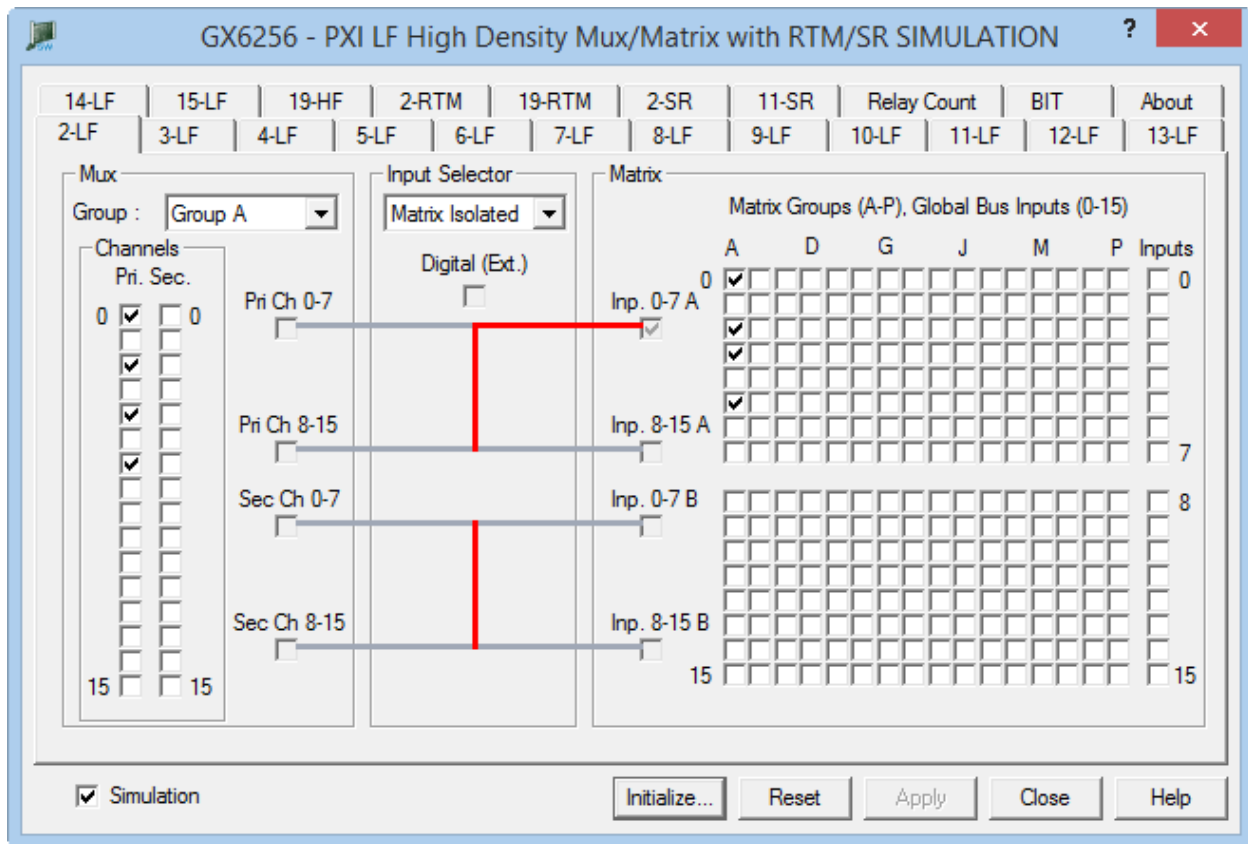 GX6256 - PXI LF High Density Mux/Matrix with RTM/SR SIMULATION ?
14-LF 15-LF 19-HF 2-RTM 19-RTM 2-SR 11-SR Relay Count BIT About
2-LF 3-LF 4-LF 5-LF 6-LF 7-LF 8-LF 9-LF 10-LF 11-LF 12-LF 13-LF
Mux
Group : Group A
Channels
Pri. Sec.
0 0
15 15
Pri Ch 0-7
Pri Ch 8-15
Sec Ch 0-7
Sec Ch 8-15
Input Selector
Matrix Isolated
Digital (Ext.)
Matrix
Matrix Groups (A-P), Global Bus Inputs (0-15)
A D G J M P Inputs
0 0
Inp. 0-7 A
Inp. 8-15 A
7
Inp. 0-7 B
8
Inp. 8-15 B
15 15
Simulation
Initialize... Reset Apply Close Help